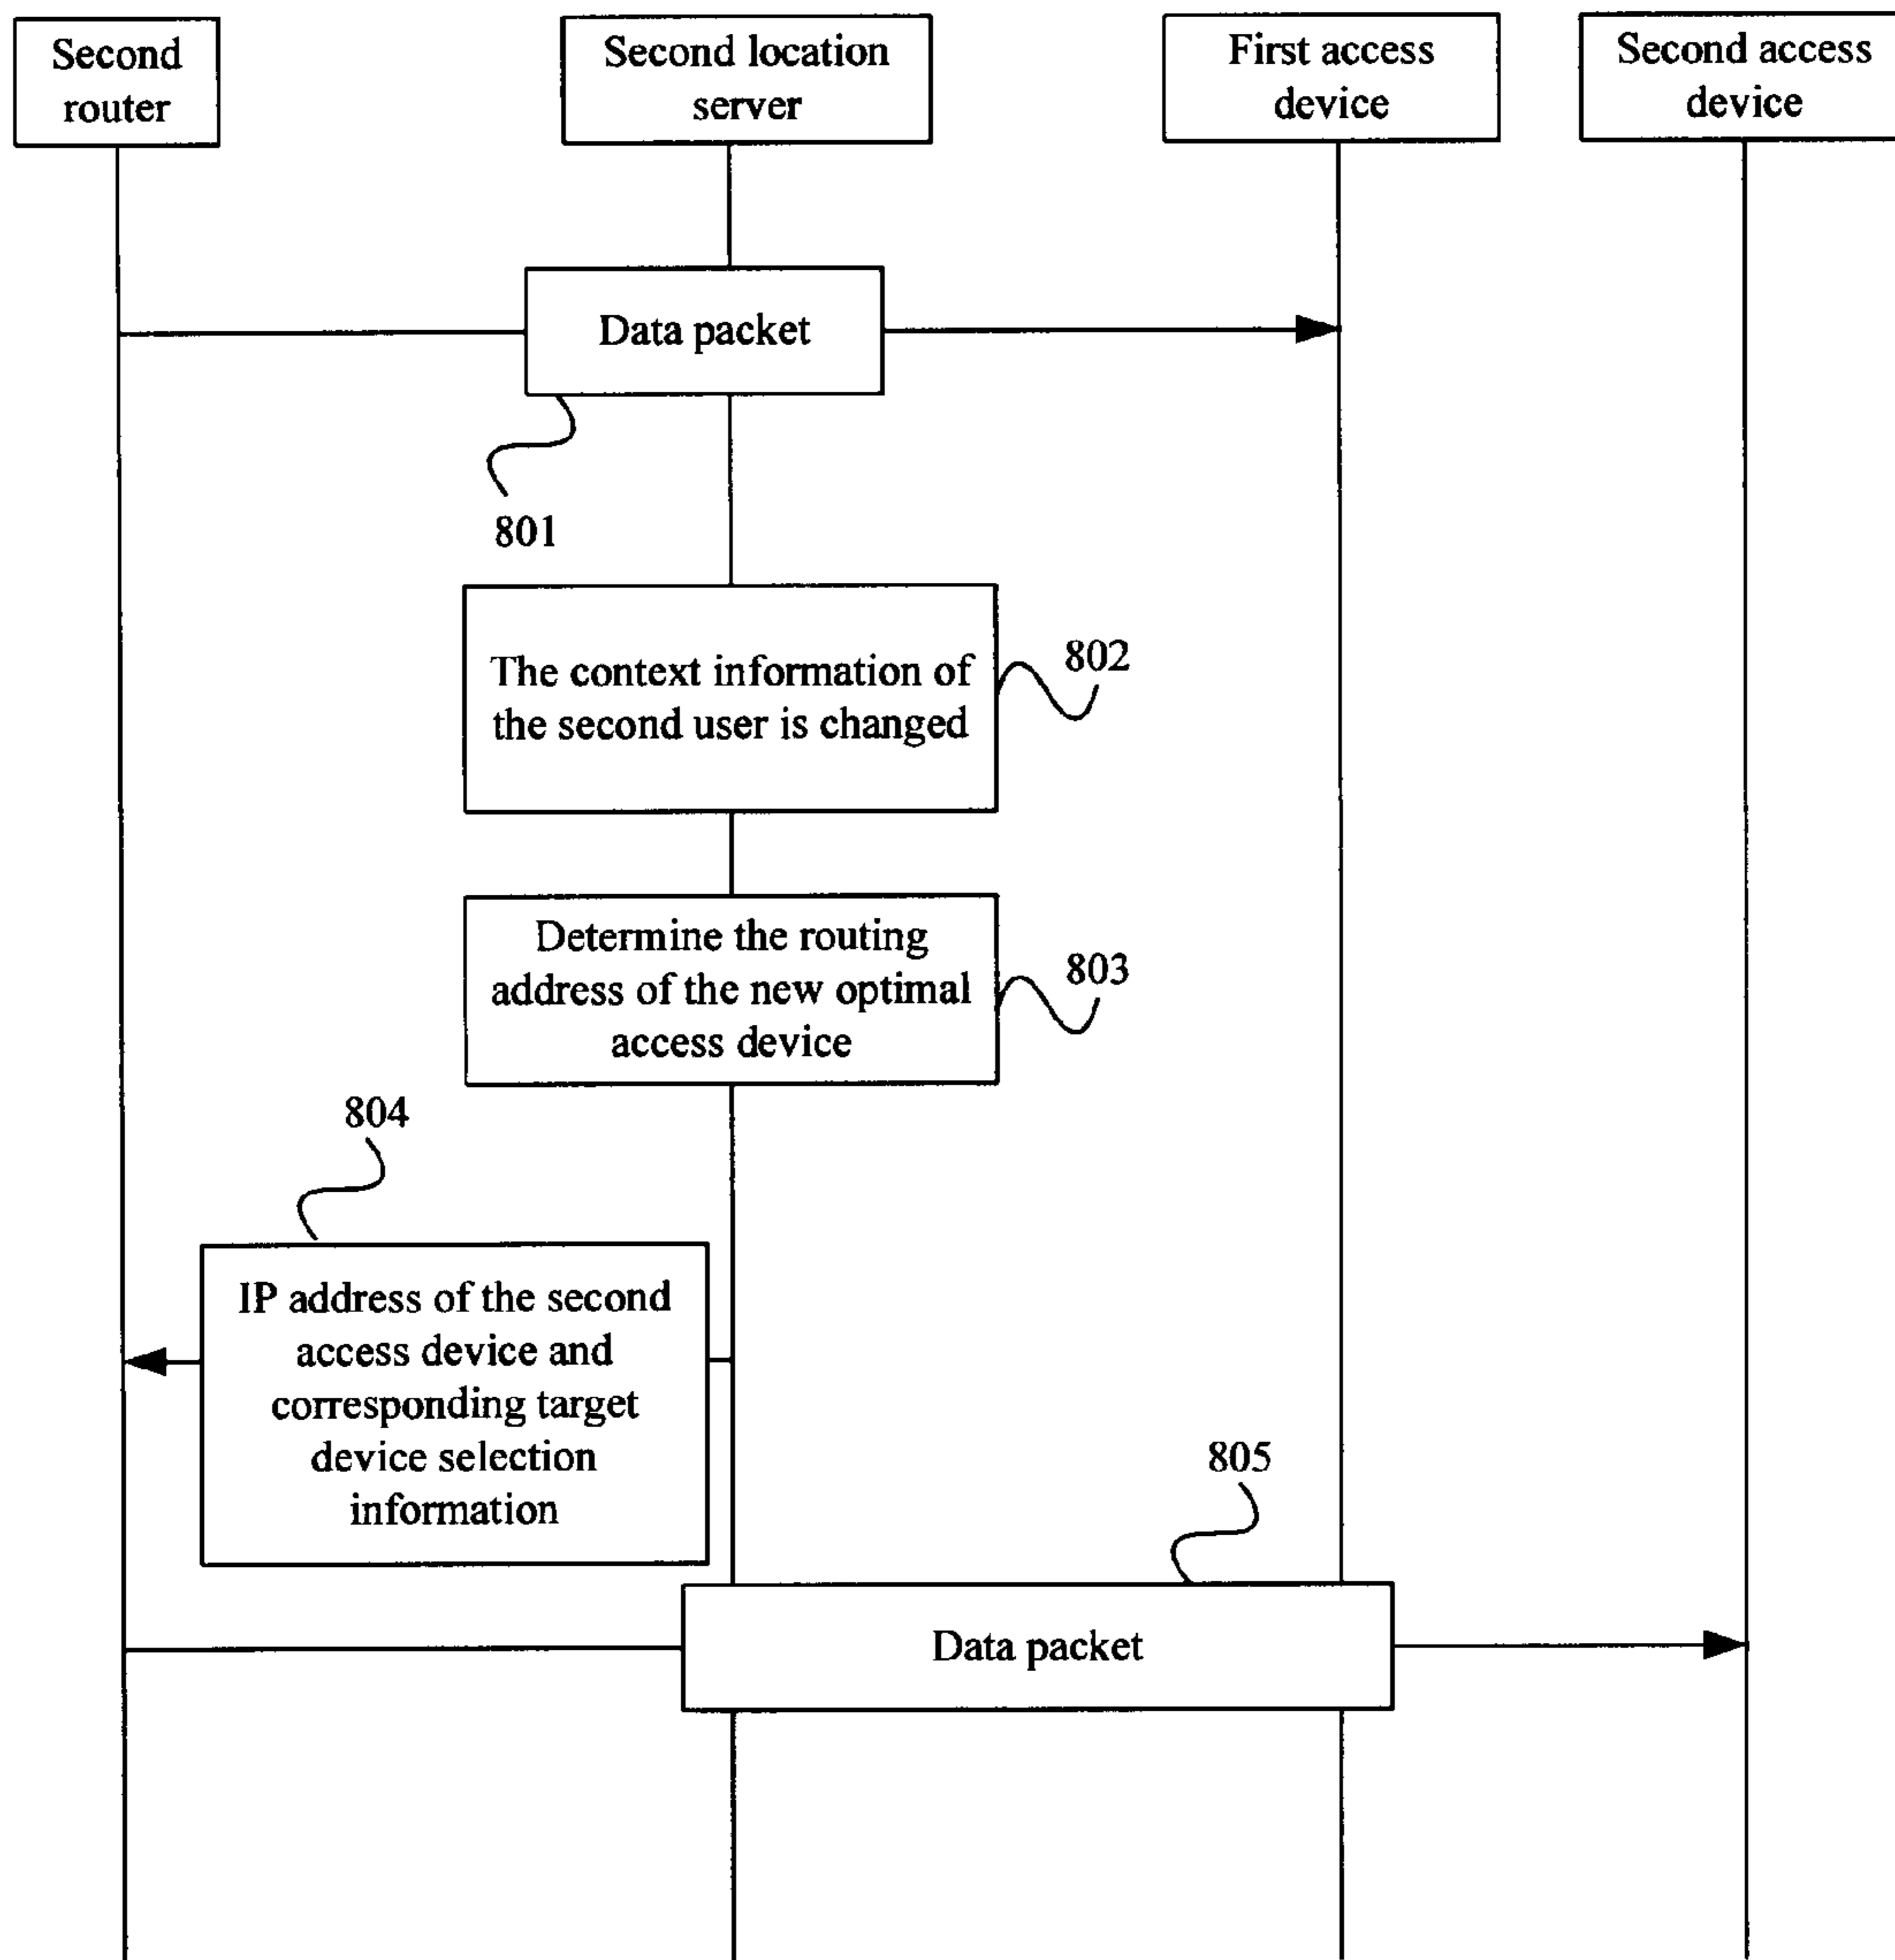 Second
router
Second location
server
First access
device
Second access
device
Data packet
801
The context information of
the second user is changed
802
Determine the routing
address of the new optimal
access device
803
804
IP address of the second
access device and
corresponding target
device selection
information
805
Data packet